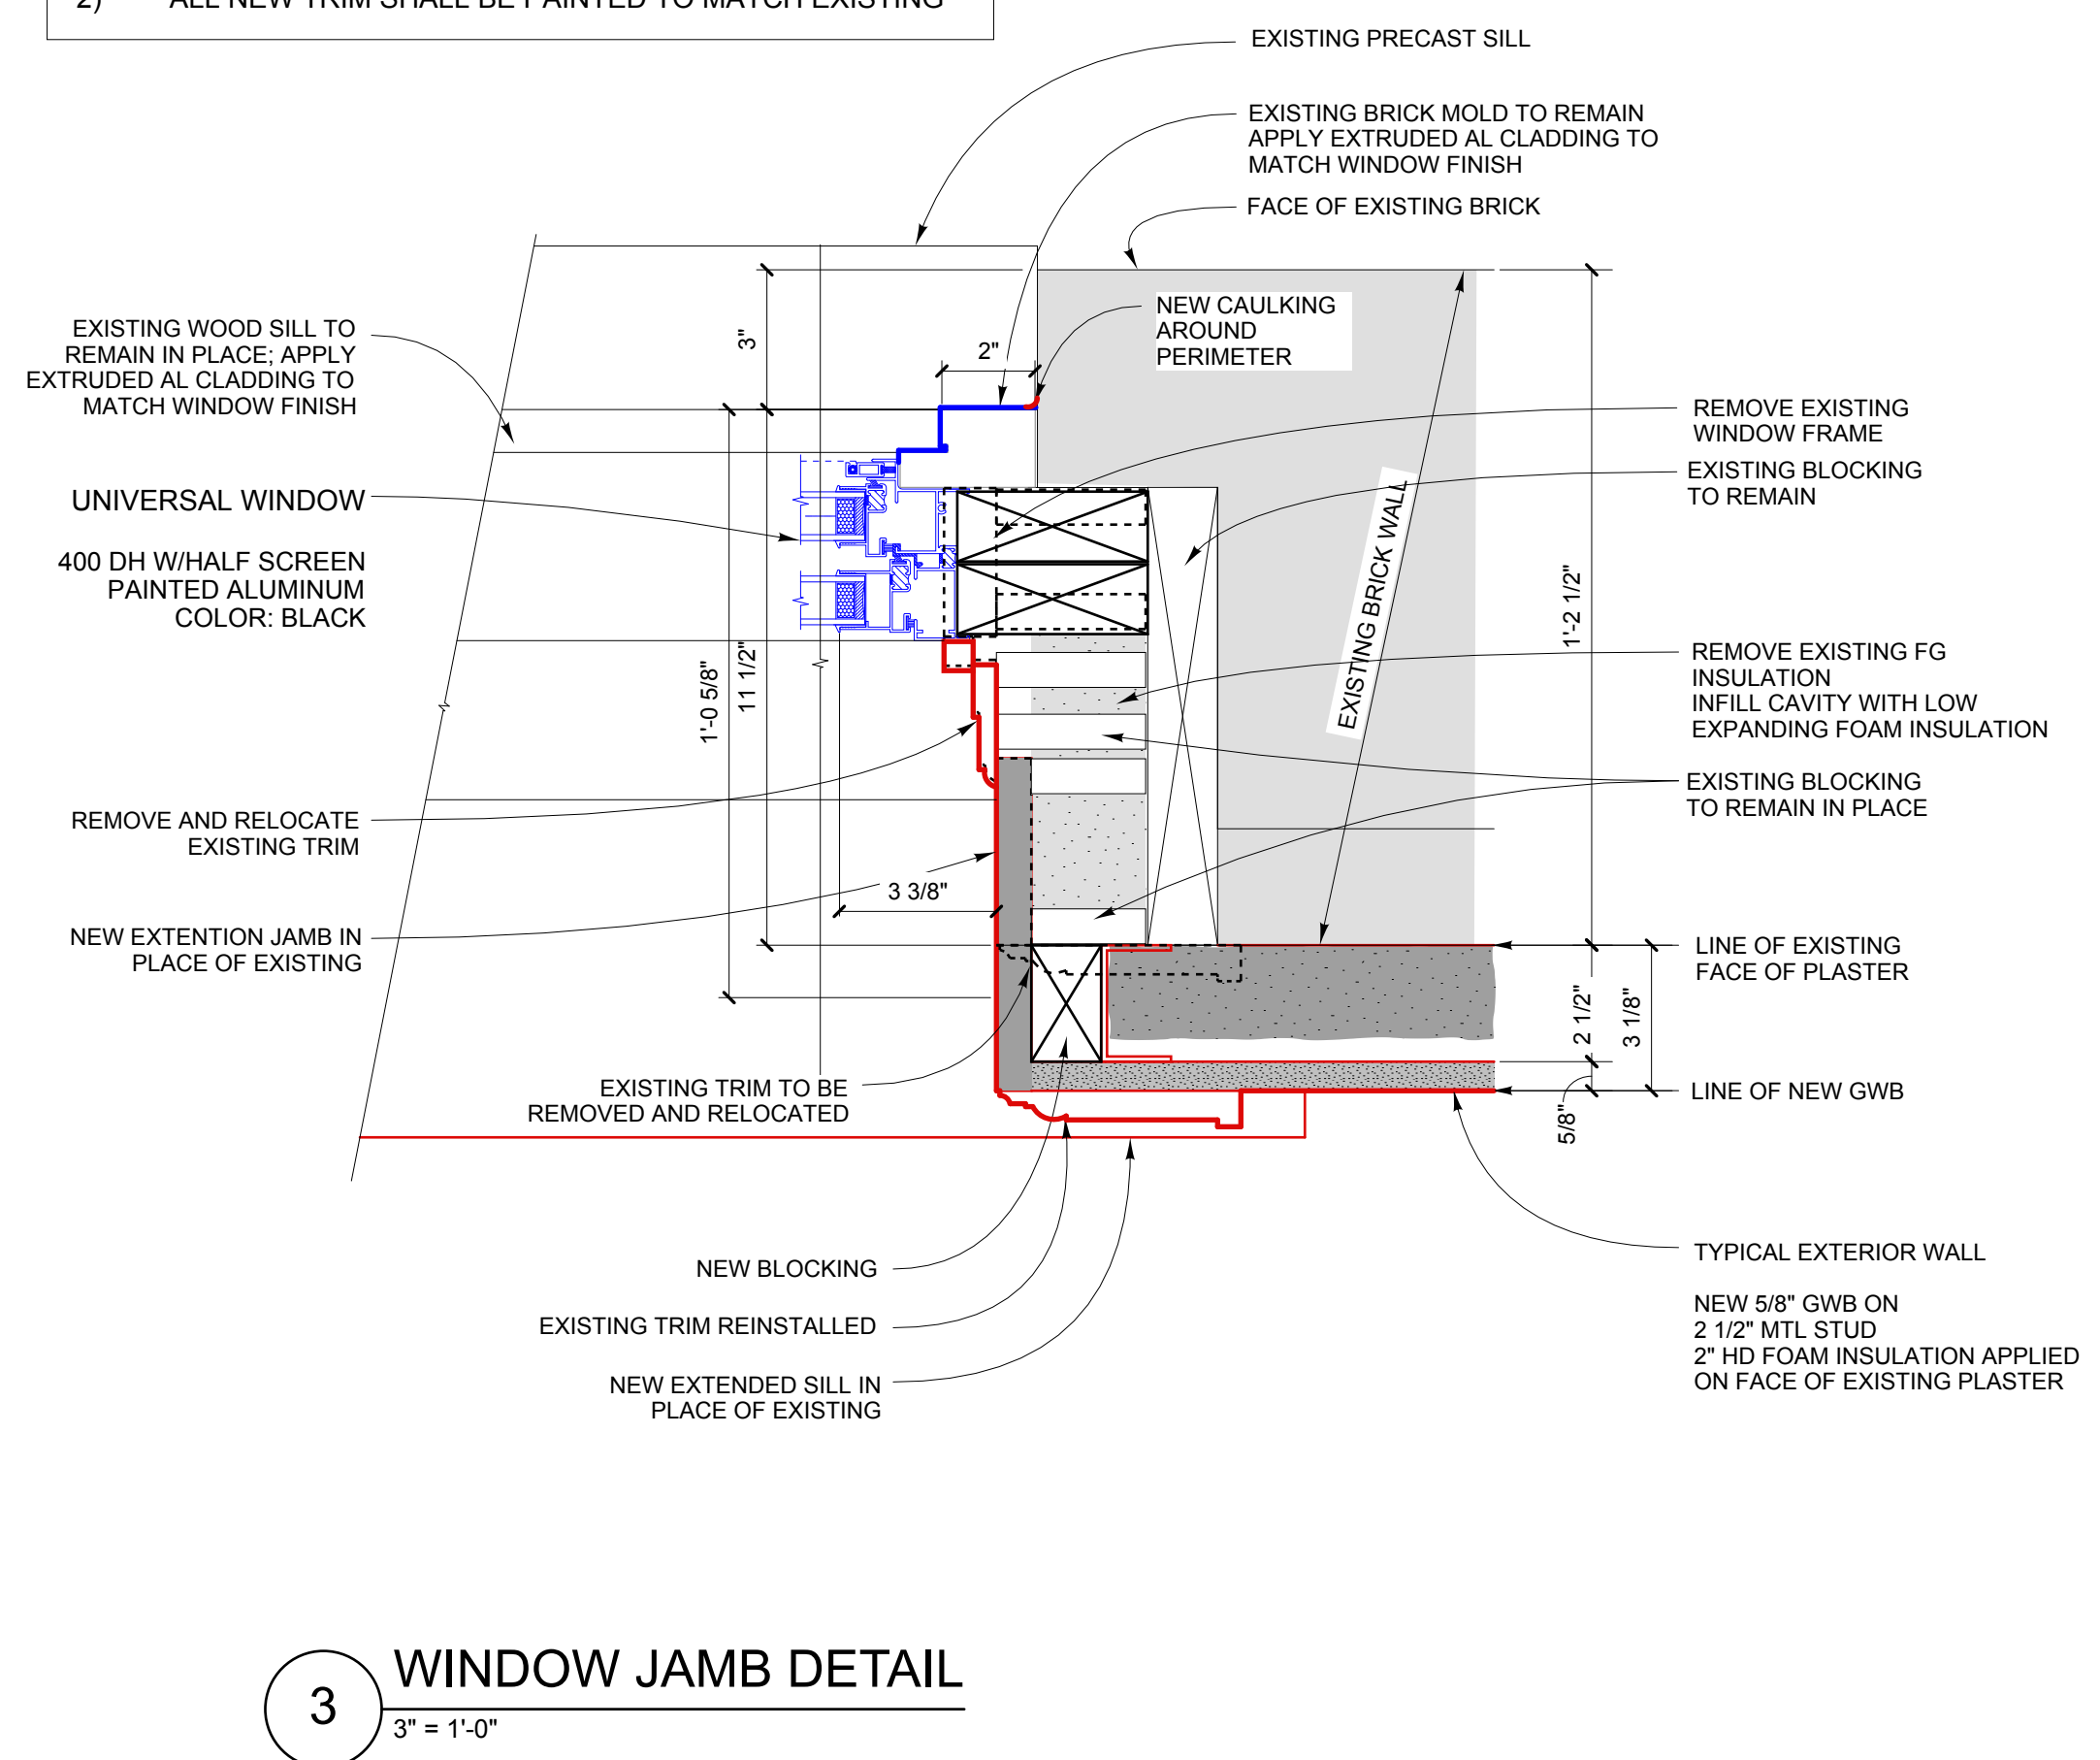 2) ALL NEW TRIM SHALL BE PAINTED TO MATCH EXISTING
EXISTING PRECAST SILL
EXISTING BRICK MOLD TO REMAIN
APPLY EXTRUDED AL CLADDING TO
MATCH WINDOW FINISH
FACE OF EXISTING BRICK
NEW CAULKING
AROUND
PERIMETER
EXISTING WOOD SILL TO
REMAIN IN PLACE; APPLY
EXTRUDED AL CLADDING TO
MATCH WINDOW FINISH
3"
2"
REMOVE EXISTING
WINDOW FRAME
EXISTING BLOCKING
TO REMAIN
UNIVERSAL WINDOW
400 DH W/HALF SCREEN
PAINTED ALUMINUM
COLOR: BLACK
EXISTING BRICK WALL
1'-2 1/2"
1'-0 5/8"
11 1/2"
REMOVE EXISTING FG
INSULATION
INFILL CAVITY WITH LOW
EXPANDING FOAM INSULATION
EXISTING BLOCKING
TO REMAIN IN PLACE
REMOVE AND RELOCATE
EXISTING TRIM
3 3/8"
NEW EXTENTION JAMB IN
PLACE OF EXISTING
LINE OF EXISTING
FACE OF PLASTER
2 1/2"
3 1/8"
5/8"
EXISTING TRIM TO BE
REMOVED AND RELOCATED
LINE OF NEW GWB
NEW BLOCKING
EXISTING TRIM REINSTALLED
NEW EXTENDED SILL IN
PLACE OF EXISTING
TYPICAL EXTERIOR WALL
NEW 5/8" GWB ON
2 1/2" MTL STUD
2" HD FOAM INSULATION APPLIED
ON FACE OF EXISTING PLASTER
3
WINDOW JAMB DETAIL
3" = 1'-0"